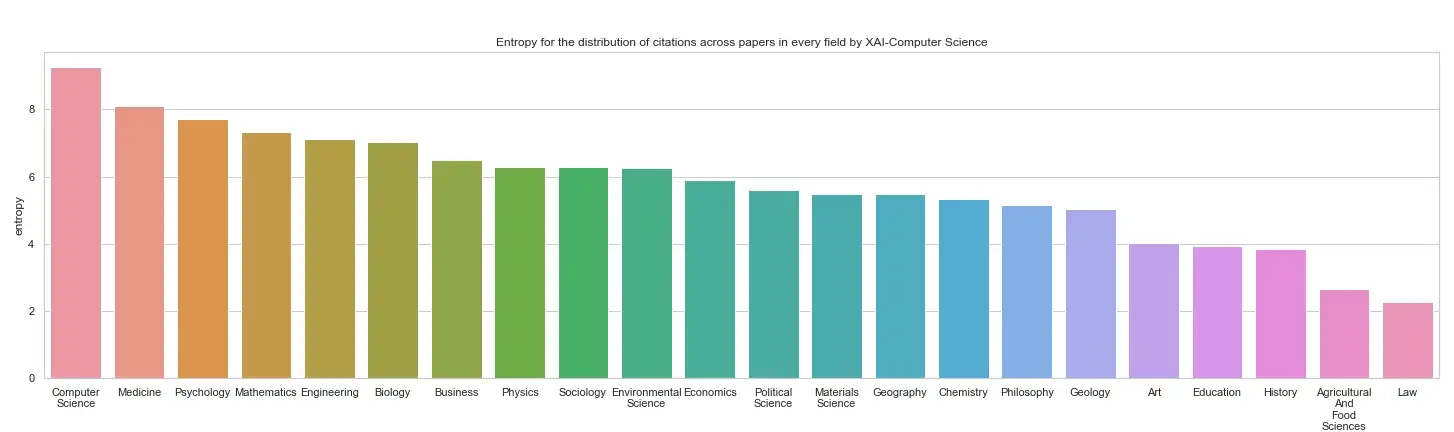 Entropy for the distribution of citations across papers in every field by XAI-Computer Science
entropy
8
6
4
2
0
Computer
Science
Medicine
Psychology
Mathematics
Engineering
Biology
Business
Physics
Sociology
Environmental
Science
Economics
Political
Science
Materials
Science
Geography
Chemistry
Philosophy
Geology
Art
Education
History
Agricultural
And
Food
Sciences
Law